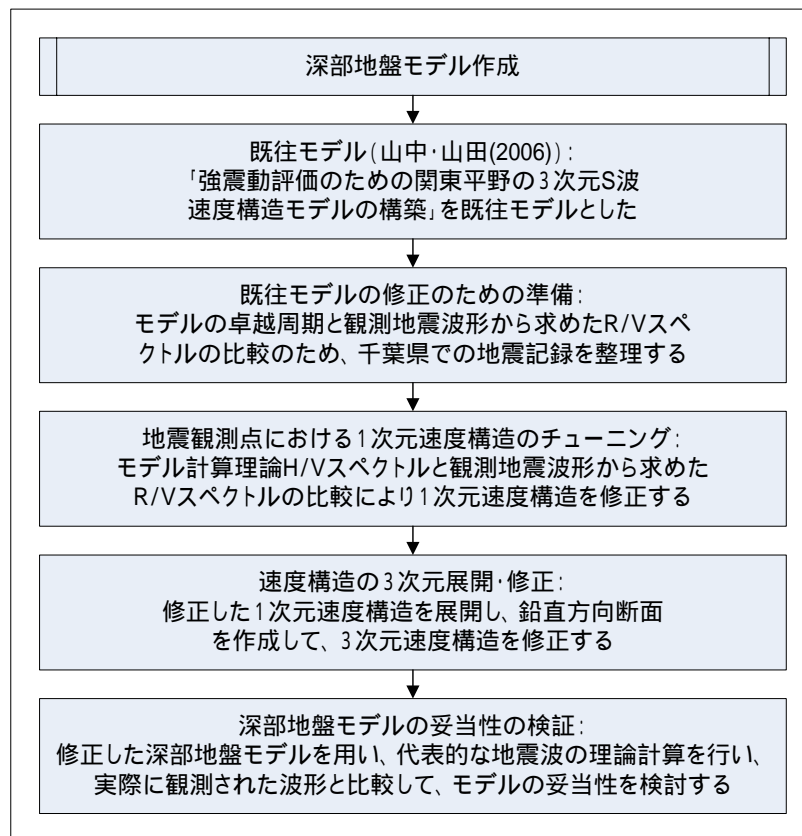 深部地盤モデル作成
既往モデル(山中・山田(2006)):
「強震動評価のための関東平野の3次元S波
速度構造モデルの構築」を既往モデルとした
既往モデルの修正のための準備:
モデルの卓越周期と観測地震波形から求めたR/Vスペ
クトルの比較のため、千葉県での地震記録を整理する
地震観測点における1次元速度構造のチューニング:
モデル計算理論H/Vスペクトルと観測地震波形から求めた
R/Vスペクトルの比較により1次元速度構造を修正する
速度構造の3次元展開・修正:
修正した1次元速度構造を展開し、鉛直方向断面
を作成して、3次元速度構造を修正する
深部地盤モデルの妥当性の検証:
修正した深部地盤モデルを用い、代表的な地震波の理論計算を行い、
実際に観測された波形と比較して、モデルの妥当性を検討する